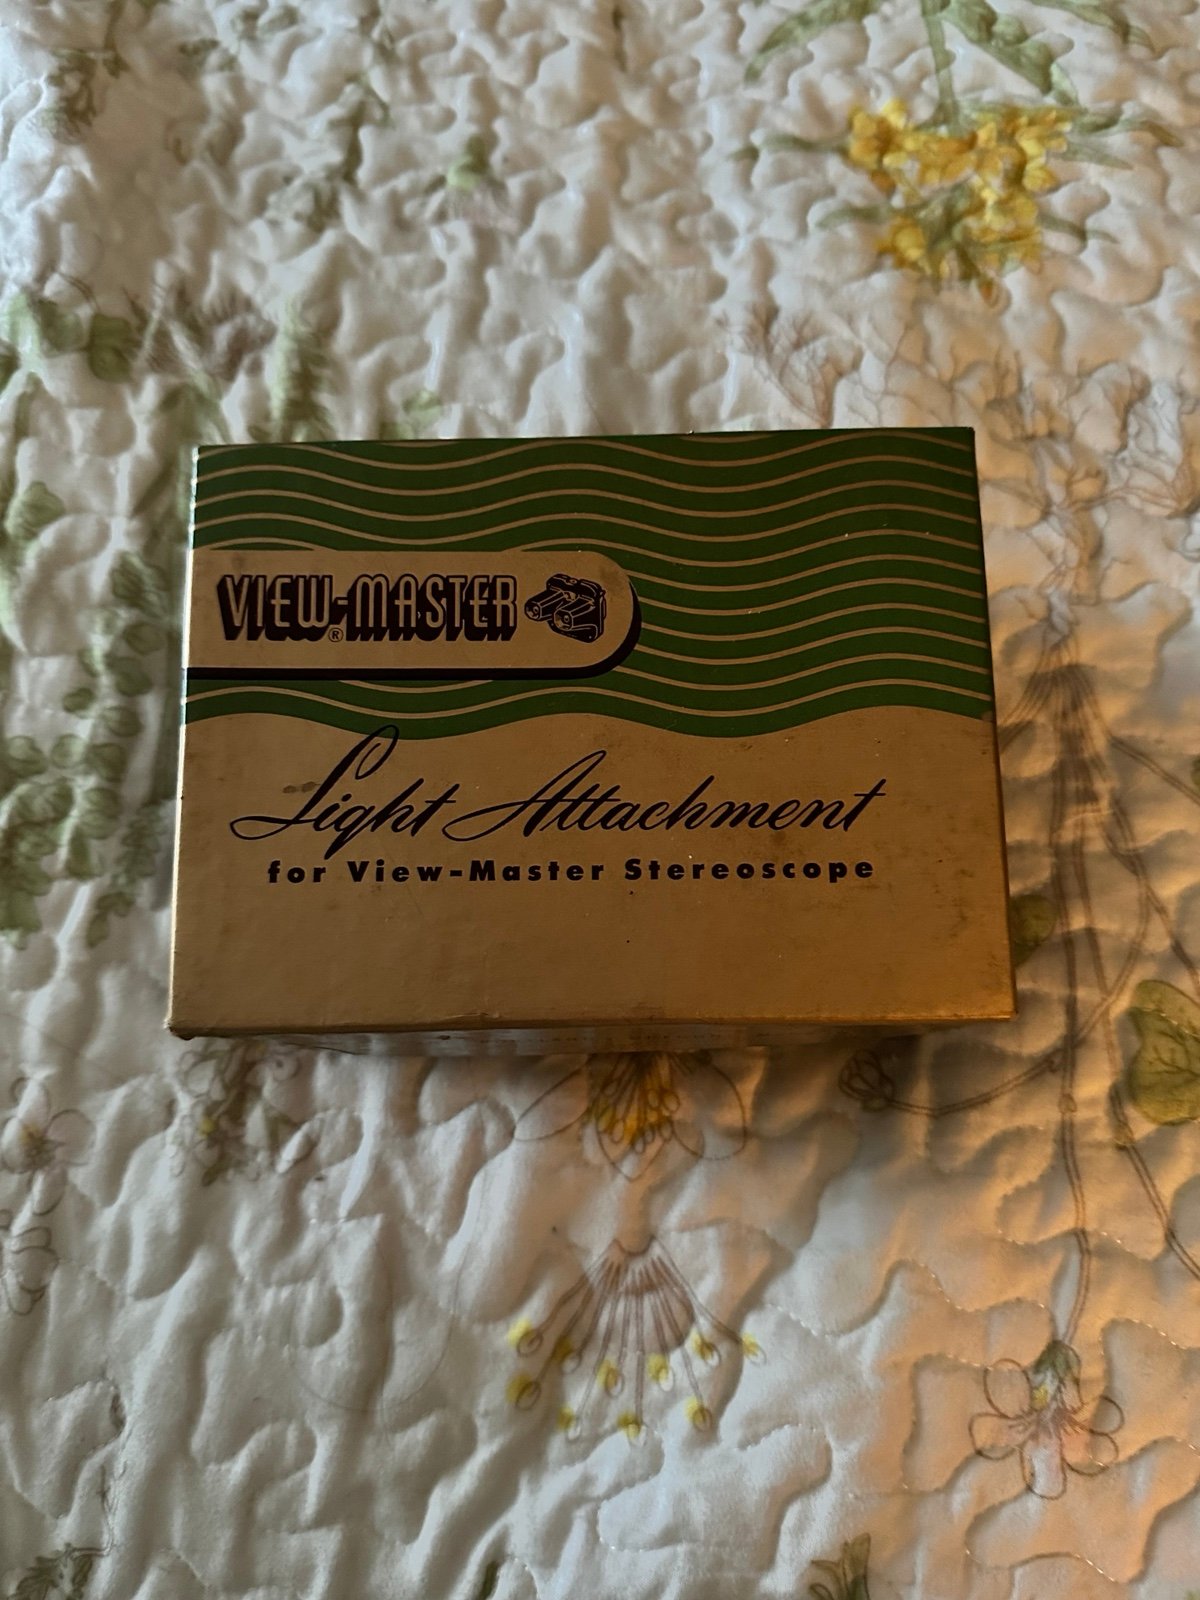 VIEW-MASTER
®
Light Attachment
for View-Master Stereoscope